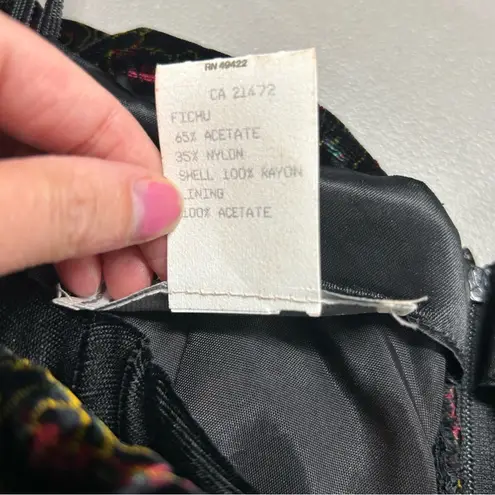 RN 49422
CA 21472
FICHU
65% ACETATE
35% NYLON
SHELL 100% RAYON
LINING
100% ACETATE